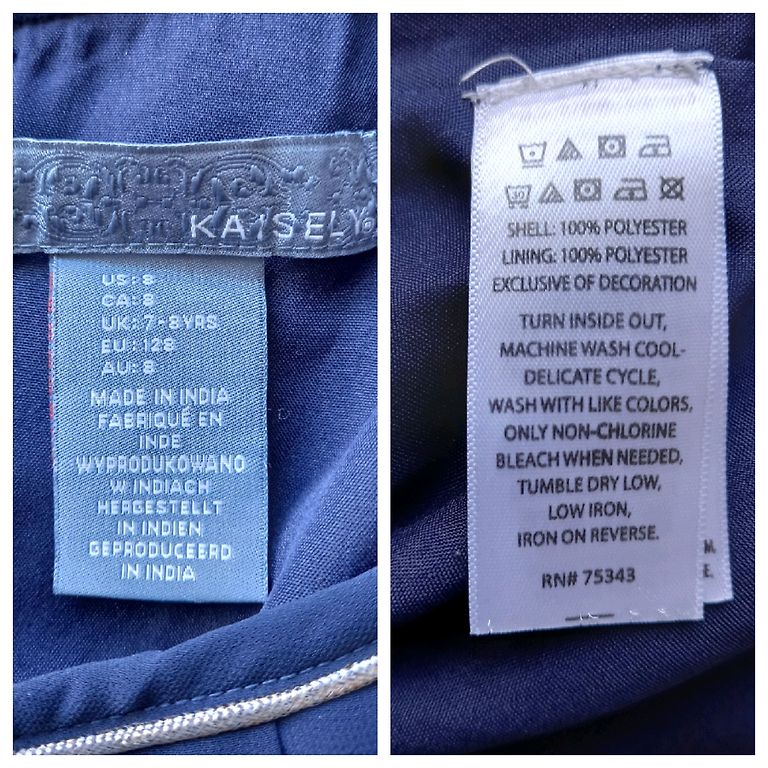 KAISELY
US: 8
CA: 8
UK: 7-8YRS
EU: 128
AU: 8
MADE IN INDIA
FABRIQUÉ EN
INDE
WYPRODUKOWANO
W INDIACH
HERGESTELLT
IN INDIEN
GEPRODUCEERD
IN INDIA
SHELL: 100% POLYESTER
LINING: 100% POLYESTER
EXCLUSIVE OF DECORATION
TURN INSIDE OUT,
MACHINE WASH COOL-
DELICATE CYCLE,
WASH WITH LIKE COLORS,
ONLY NON-CHLORINE
BLEACH WHEN NEEDED,
TUMBLE DRY LOW,
LOW IRON,
IRON ON REVERSE.
RN# 75343
M.
E.